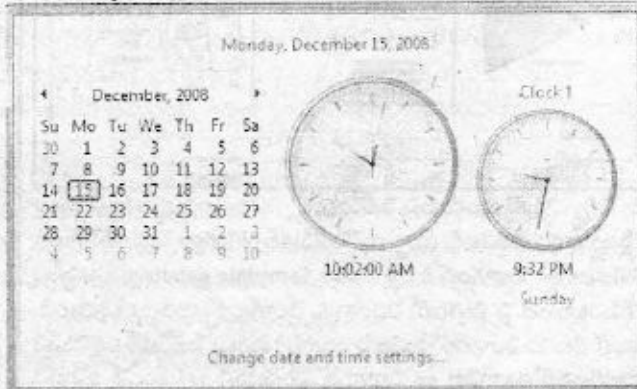 Monday, December 15, 2008
December, 2008
Su Mo Tu We Th Fr Sa
30 1 2 3 4 5 6
7 8 9 10 11 12 13
14 15 16 17 18 19 20
21 22 23 24 25 26 27
28 29 30 31 1 2 3
4 5 6 7 8 9 10
10:02:00 AM
Clock 1
9:32 PM
Sunday
Change date and time settings...